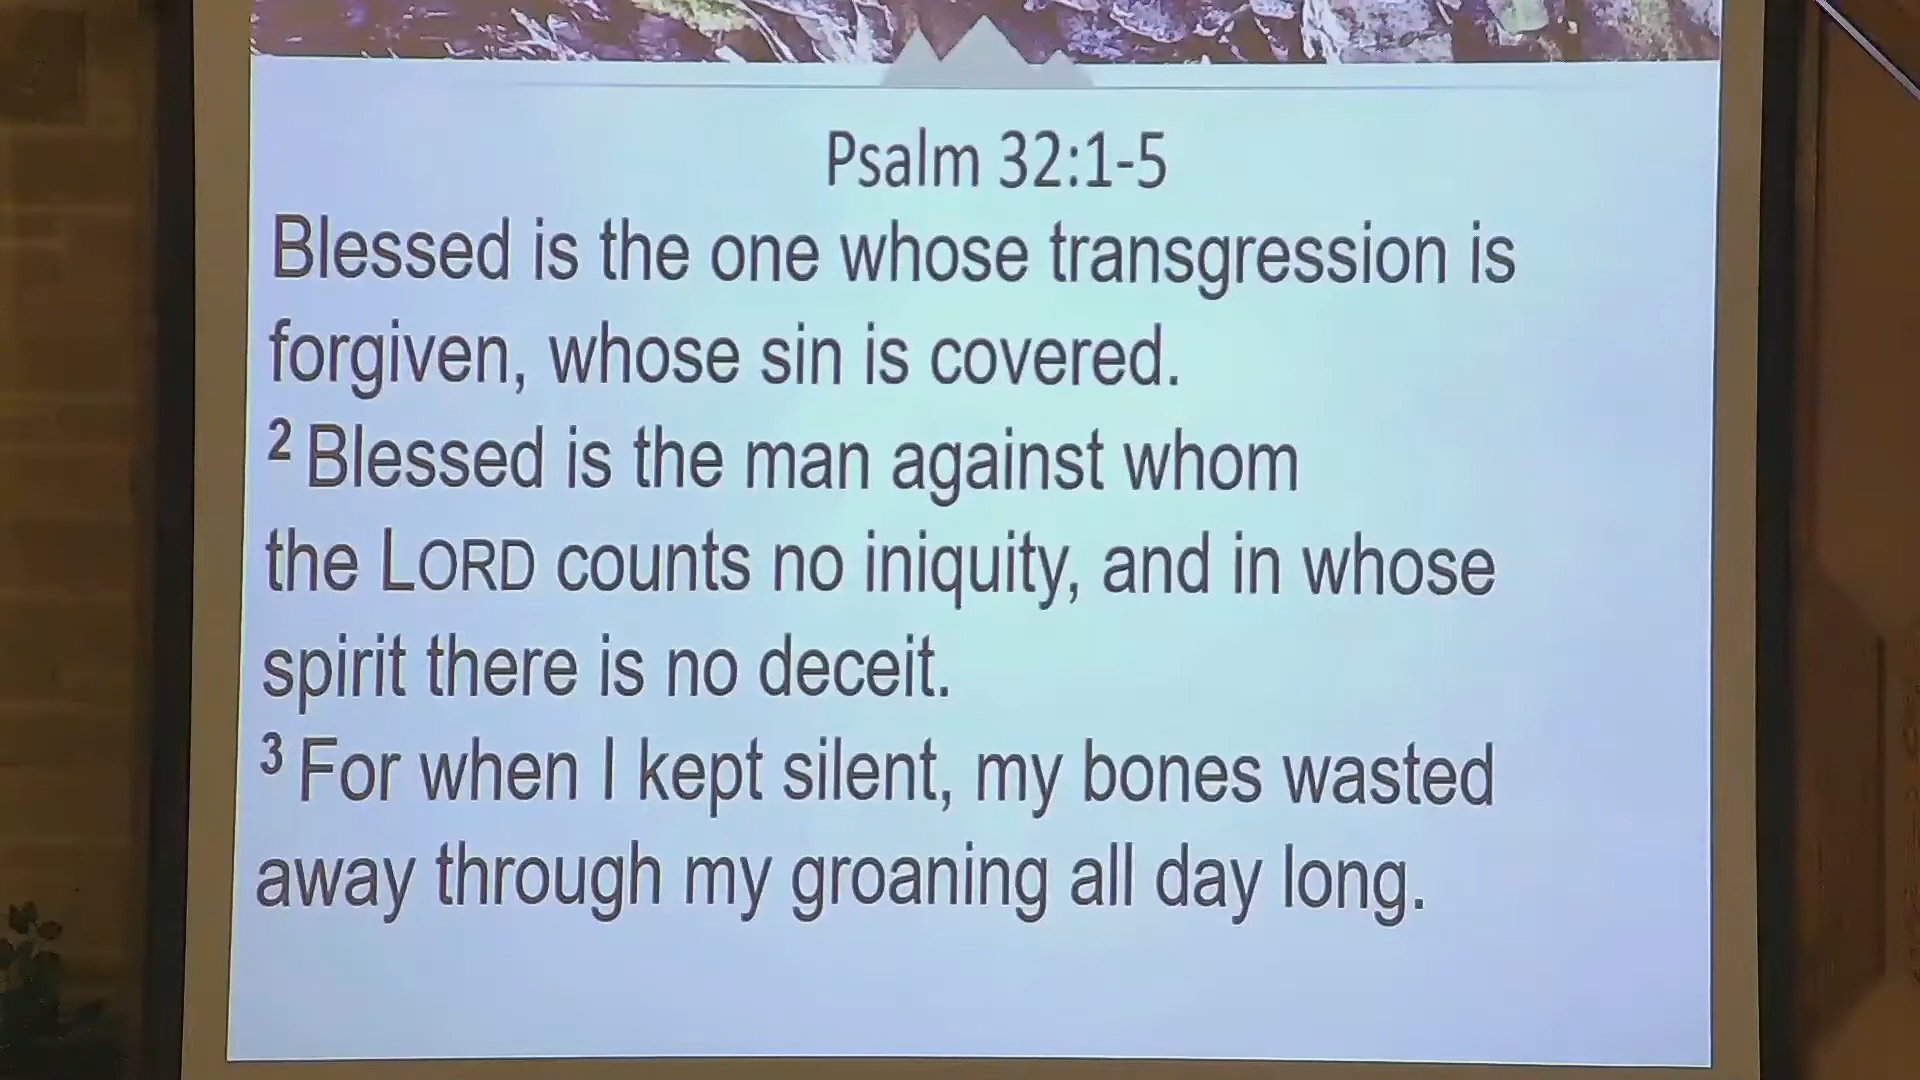 Psalm 32:1-5
Blessed is the one whose transgression is
forgiven, whose sin is covered.
2 Blessed is the man against whom
the LORD counts no iniquity, and in whose
spirit there is no deceit.
3 For when I kept silent, my bones wasted
away through my groaning all day long.